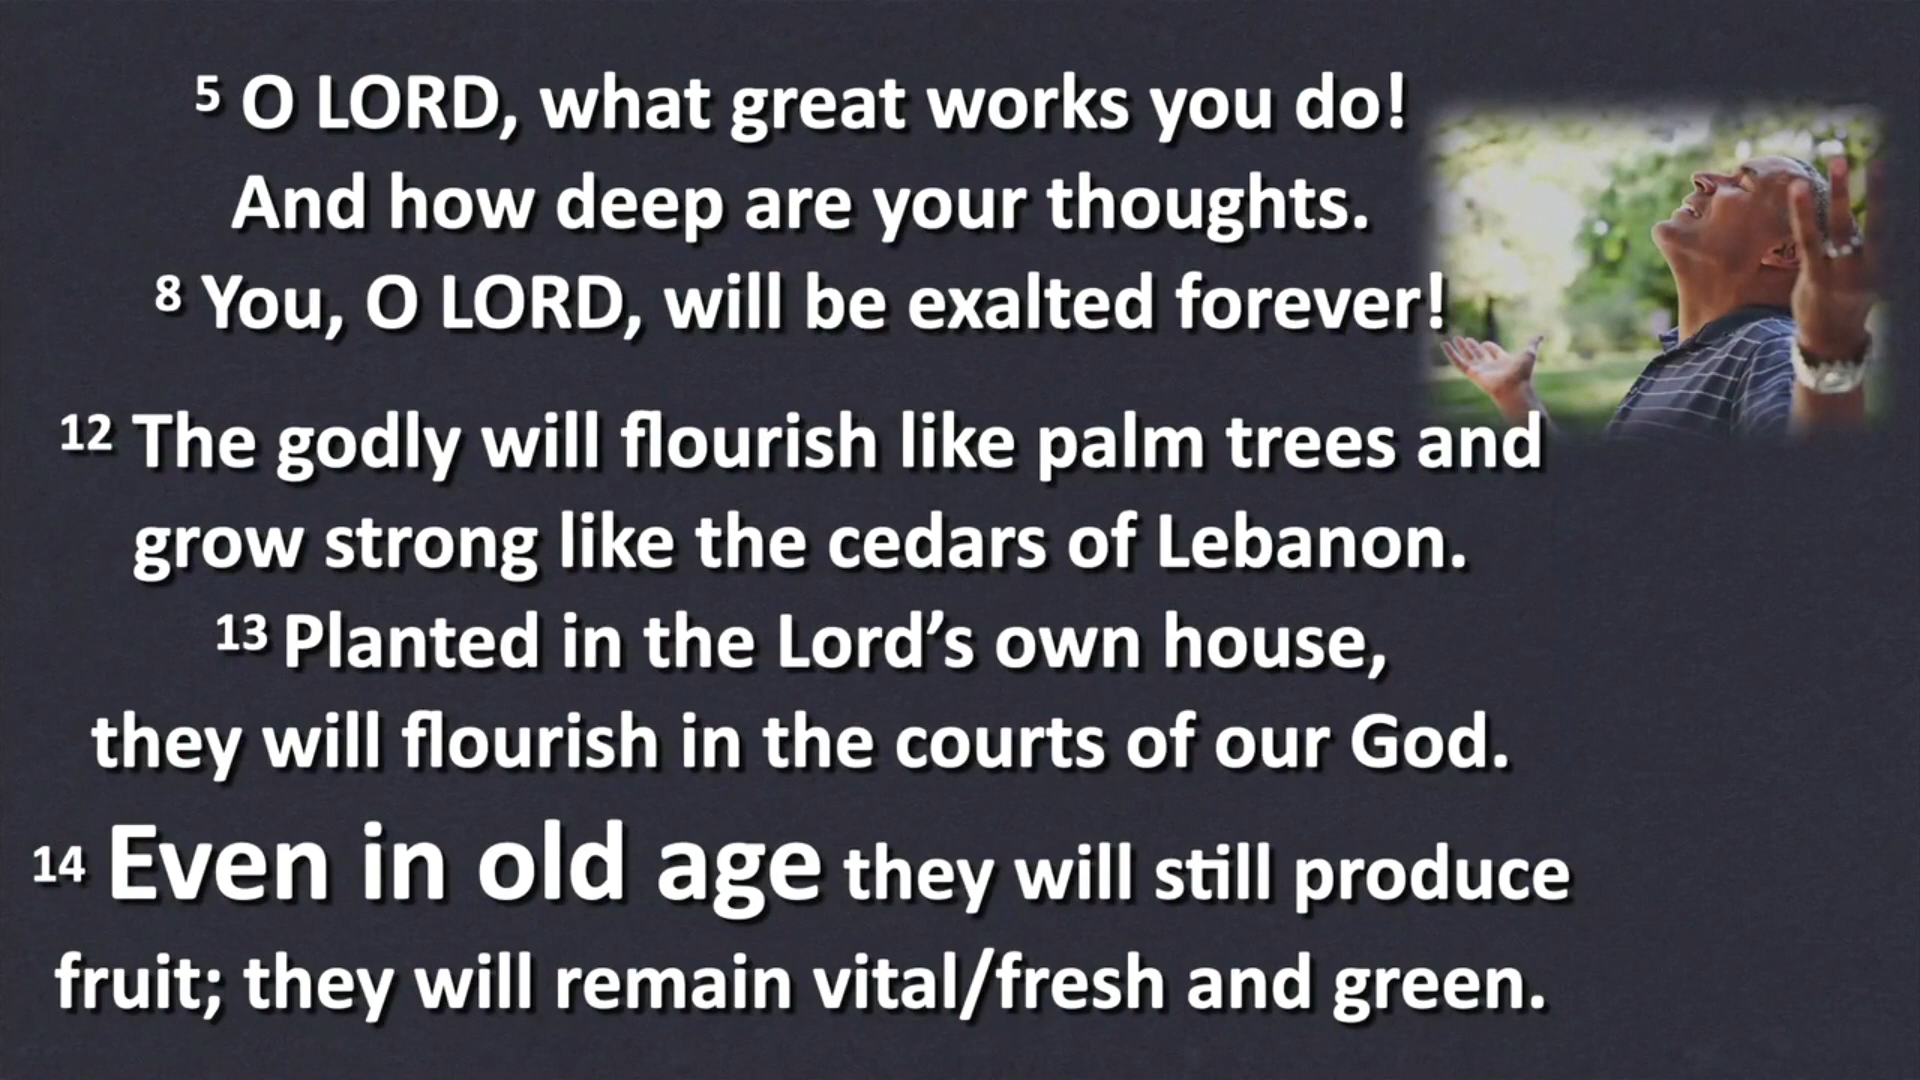 5 O LORD, what great works you do!
And how deep are your thoughts.
8 You, O LORD, will be exalted forever!
12 The godly will flourish like palm trees and
grow strong like the cedars of Lebanon.
13 Planted in the Lord’s own house,
they will flourish in the courts of our God.
14 Even in old age they will still produce
fruit; they will remain vital/fresh and green.